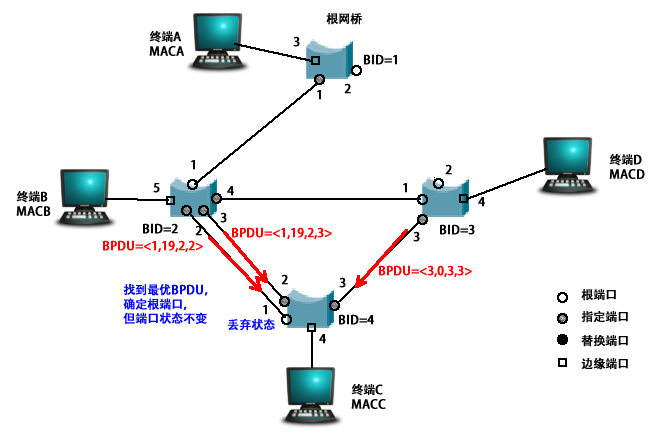 根网桥
终端A
MACA
3
BID=1
1
2
终端D
MACD
终端B
MACB
1
5
4
BID=2
2
3
2
1
4
3
BID=3
BPDU=<1,19,2,2>
BPDU=<1,19,2,3>
BPDU=<3,0,3,3>
找到最优BPDU,
确定根端口,
但端口状态不变
丢弃状态
2
1
3
4
BID=4
终端C
MACC
根端口
指定端口
替换端口
边缘端口